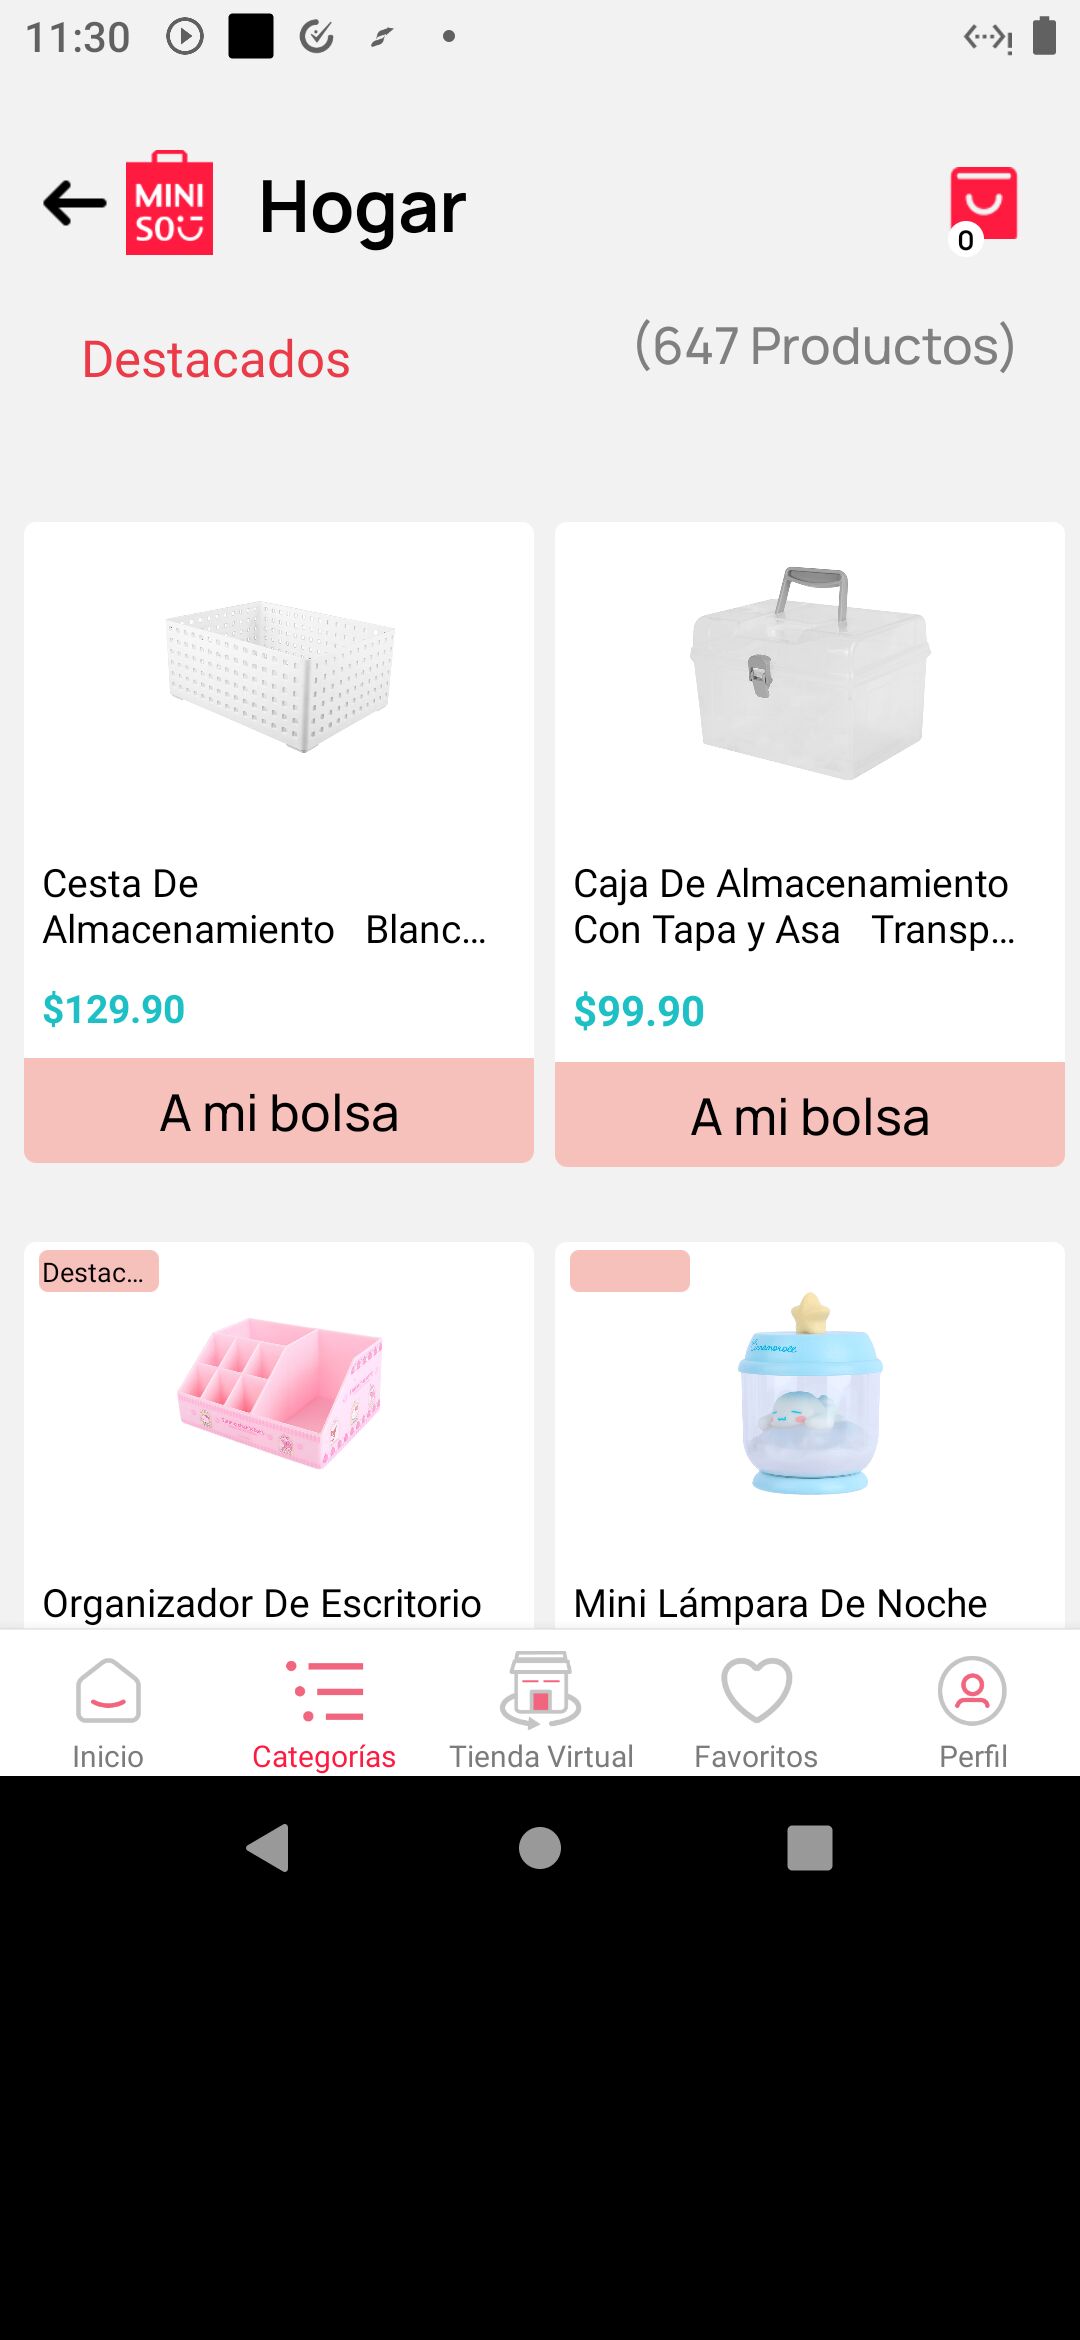 11:30
MINI
SO
Hogar
0
Destacados
(647 Productos)
Cesta De
Almacenamiento Blanc...
$129.90
A mi bolsa
Caja De Almacenamiento
Con Tapa y Asa Transp...
$99.90
A mi bolsa
Destac...
Organizador De Escritorio
Cinnamoroll
Mini Lámpara De Noche
Inicio
Categorías
Tienda Virtual
Favoritos
Perfil